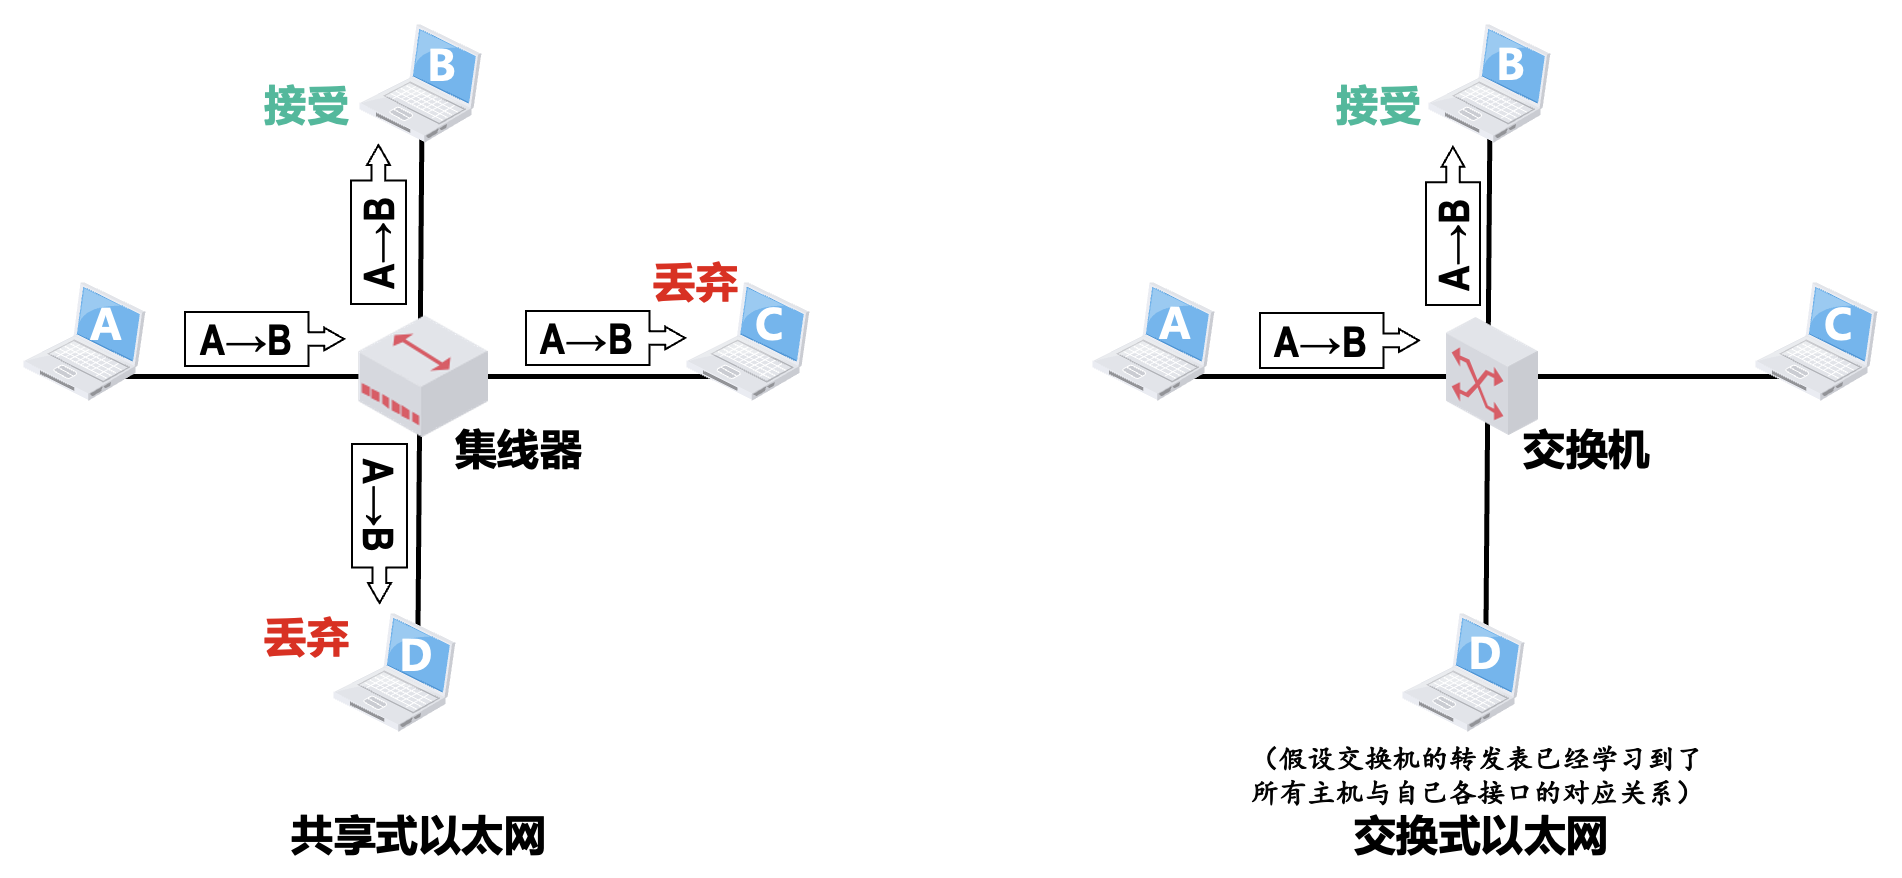 B
接受
A→B
A
A→B
A→B
丢弃
C
集线器
A→B
丢弃
D
共享式以太网
B
接受
A→B
A
A→B
C
交换机
D
（假设交换机的转发表已经学习到了
所有主机与自己各接口的对应关系）
交换式以太网